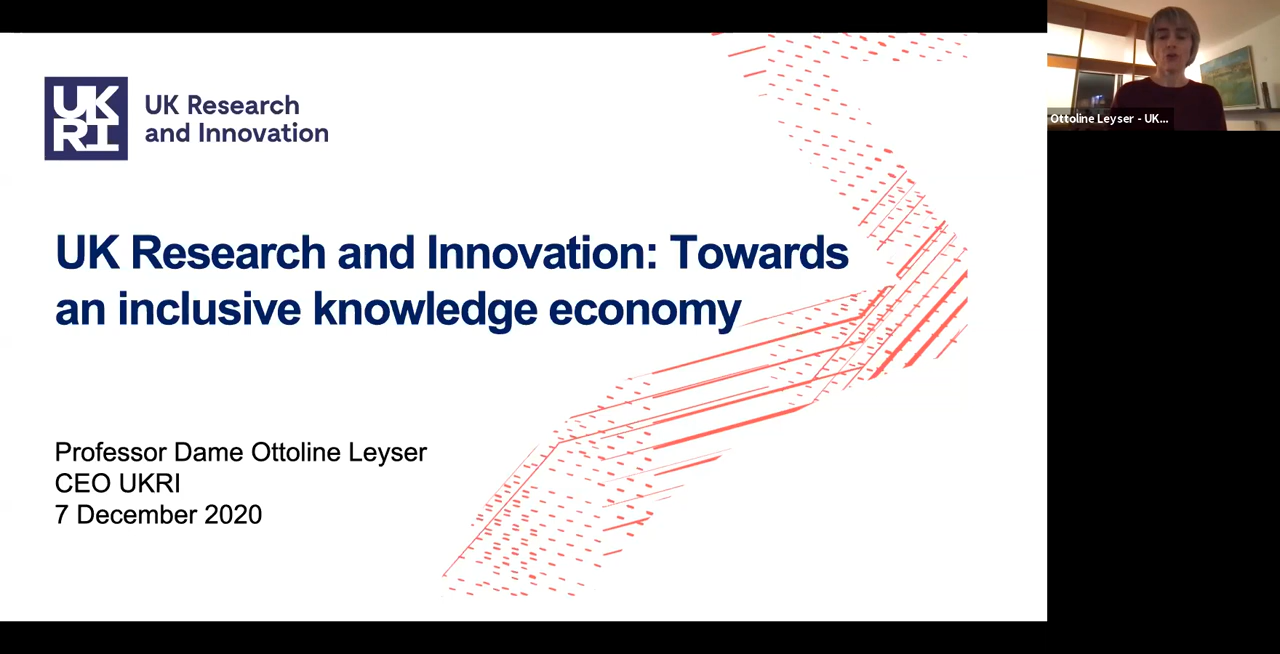 UK
RI
UK Research
and Innovation
UK Research and Innovation: Towards
an inclusive knowledge economy
Professor Dame Ottoline Leyser
CEO UKRI
7 December 2020
Ottoline Leyser - UK...